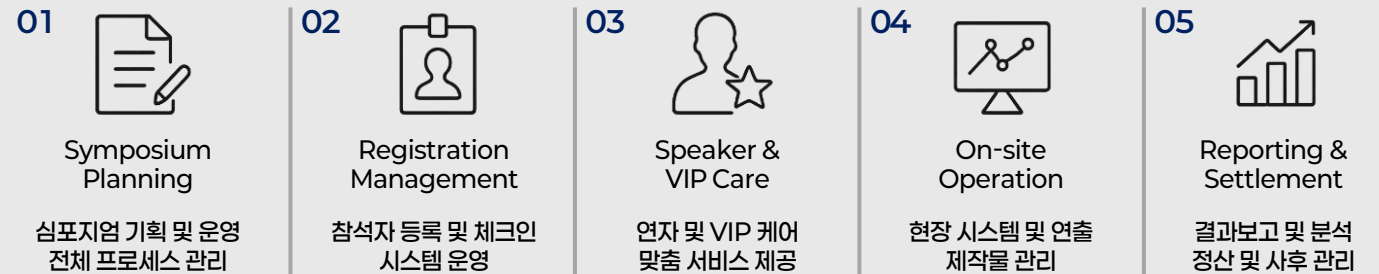 01
Symposium
Planning
심포지엄 기획 및 운영
전체 프로세스 관리
02
Registration
Management
참석자 등록 및 체크인
시스템 운영
03
Speaker &
VIP Care
연자 및 VIP 케어
맞춤 서비스 제공
04
On-site
Operation
현장 시스템 및 연출
제작물 관리
05
Reporting &
Settlement
결과보고 및 분석
정산 및 사후 관리